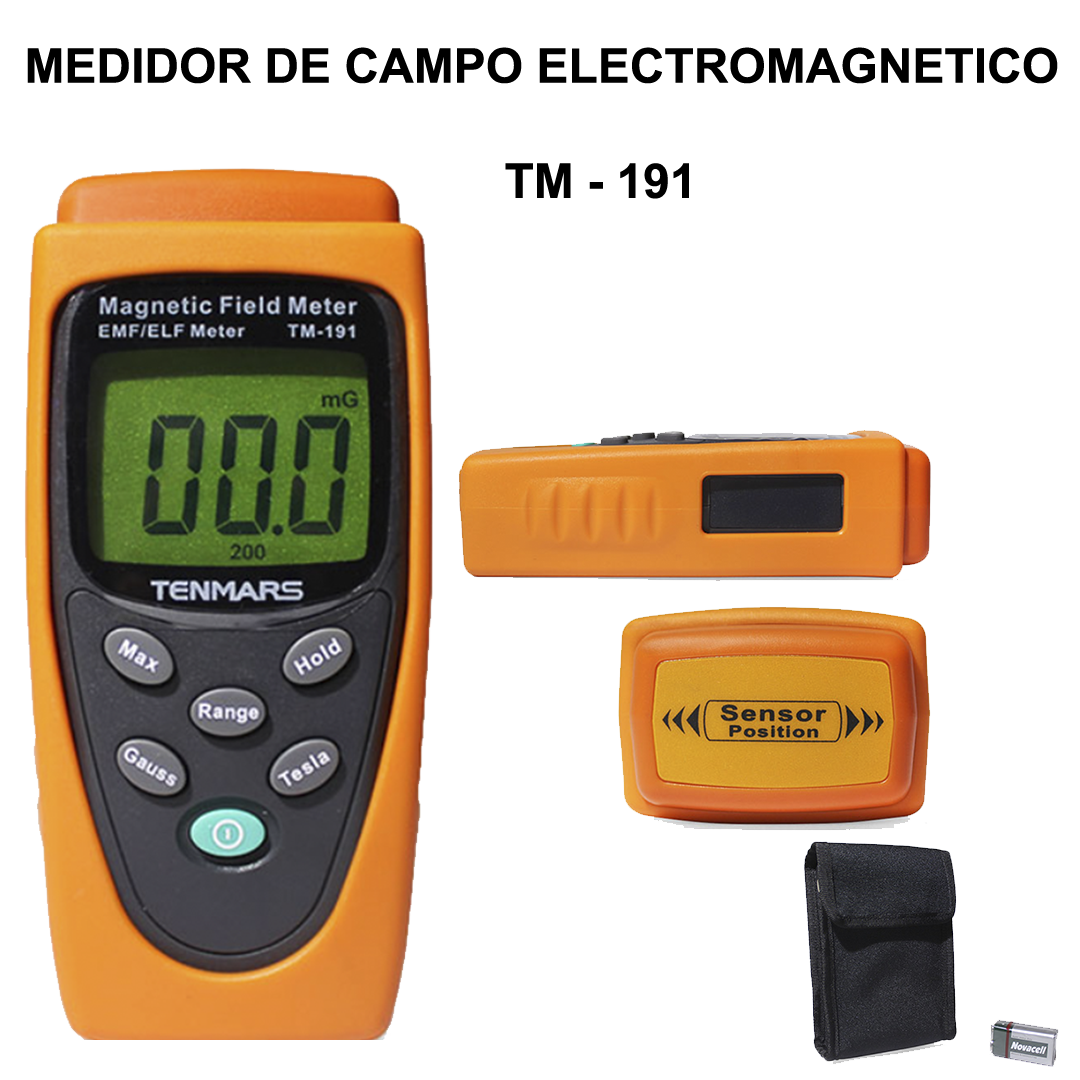 MEDIDOR DE CAMPO ELECTROMAGNETICO
TM - 191
Magnetic Field Meter
EMF/ELF Meter TM-191
mG
00.0
200
TENMARS
Max
Hold
Range
Gauss
Tesla
Sensor
Position
Novacell